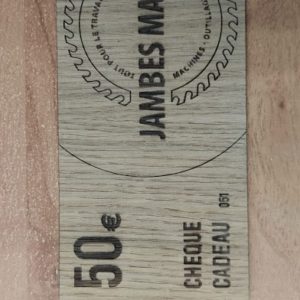 TOUT POUR LE TRAVA
JAMBES MA
MACHINES - OUTILLAG
50€
CHEQUE
CADEAU
051